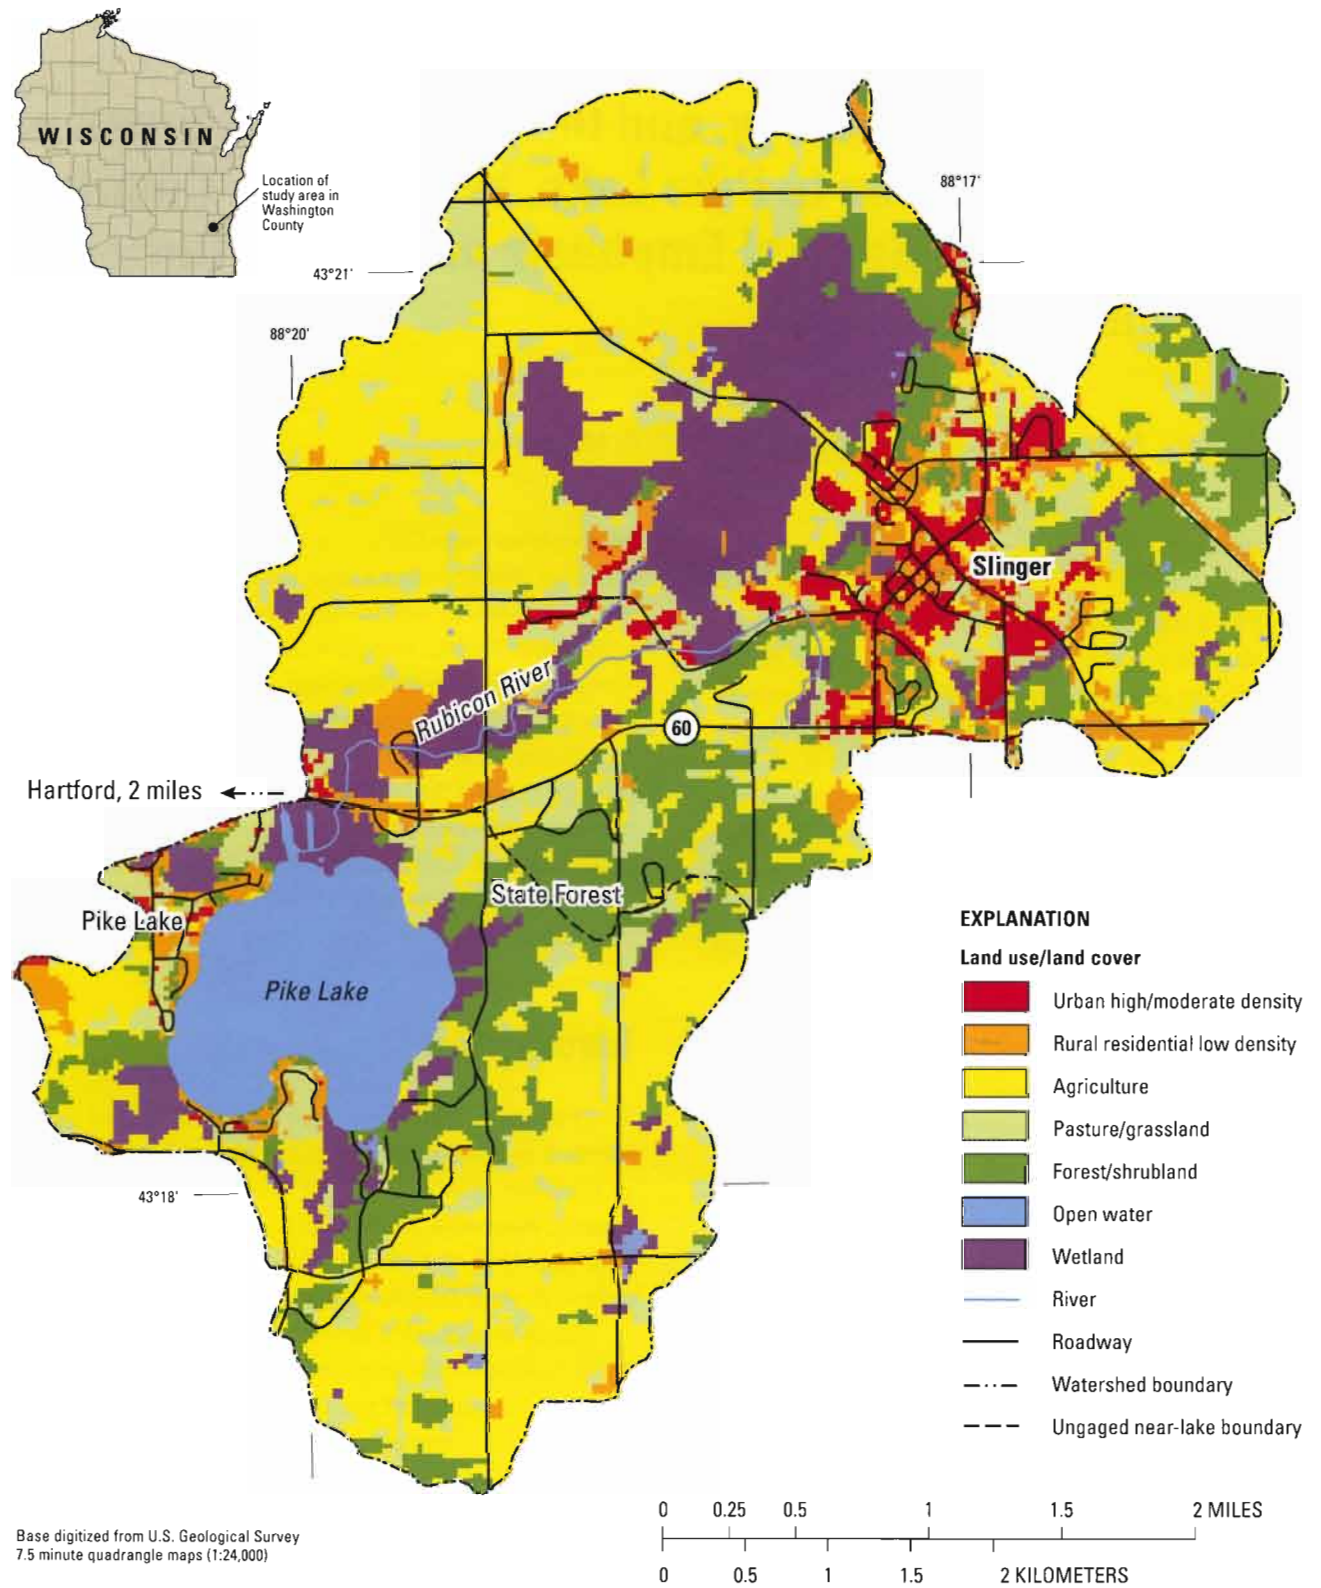 WISCONSIN
Location of
study area in
Washington
County
88°17'
43°21'
88°20'
Slinger
Rubicon River
60
Hartford, 2 miles
State Forest
Pike Lake
Pike Lake
43°18'
EXPLANATION
Land use/land cover
Urban high/moderate density
Rural residential low density
Agriculture
Pasture/grassland
Forest/shrubland
Open water
Wetland
River
Roadway
Watershed boundary
Ungaged near-lake boundary
0 0.25 0.5 1 1.5 2 MILES
0 0.5 1 1.5 2 KILOMETERS
Base digitized from U.S. Geological Survey
7.5 minute quadrangle maps (1:24,000)